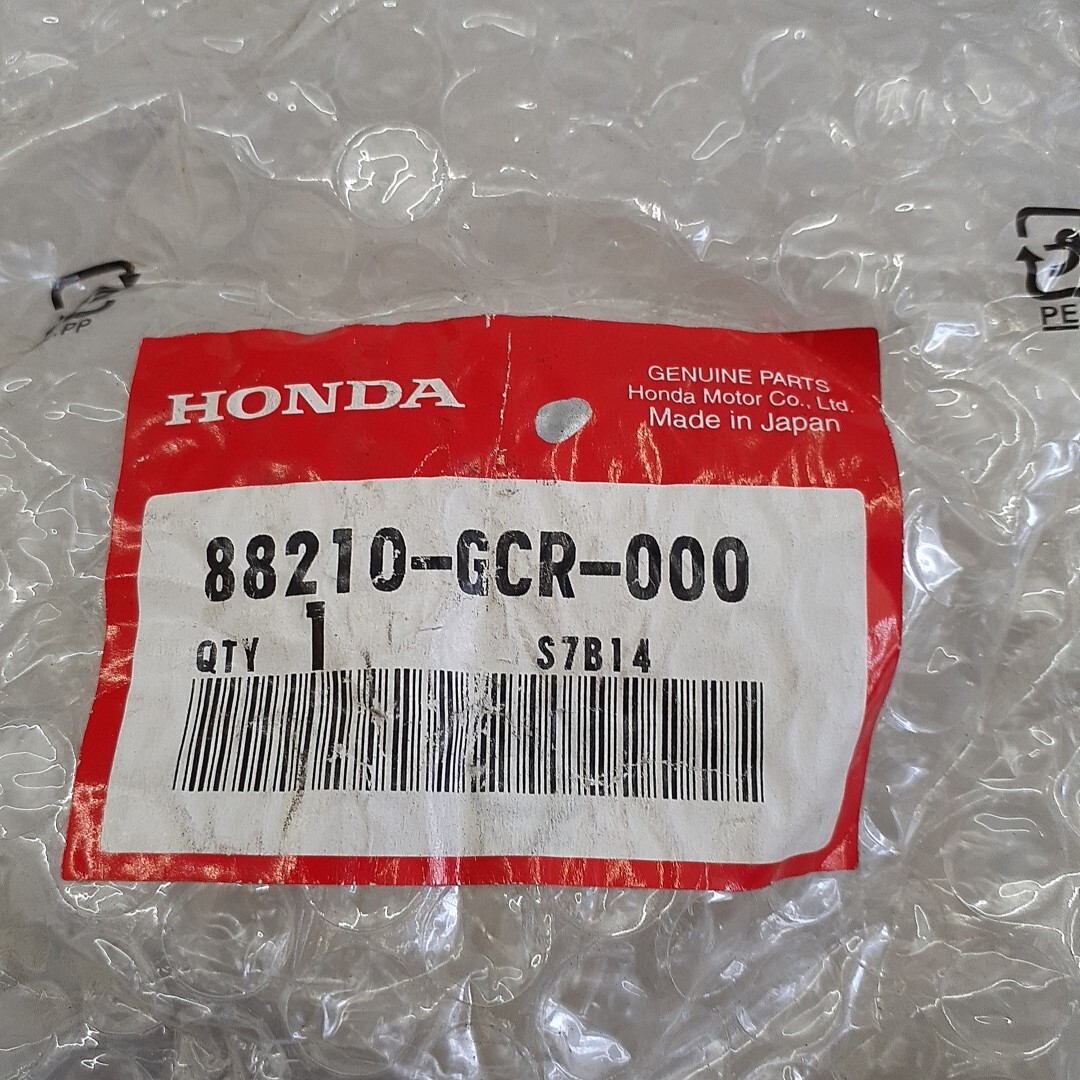 PP
PE
HONDA
GENUINE PARTS
Honda Motor Co., Ltd.
Made in Japan
88210-GCR-000
QTY 1 S7B14